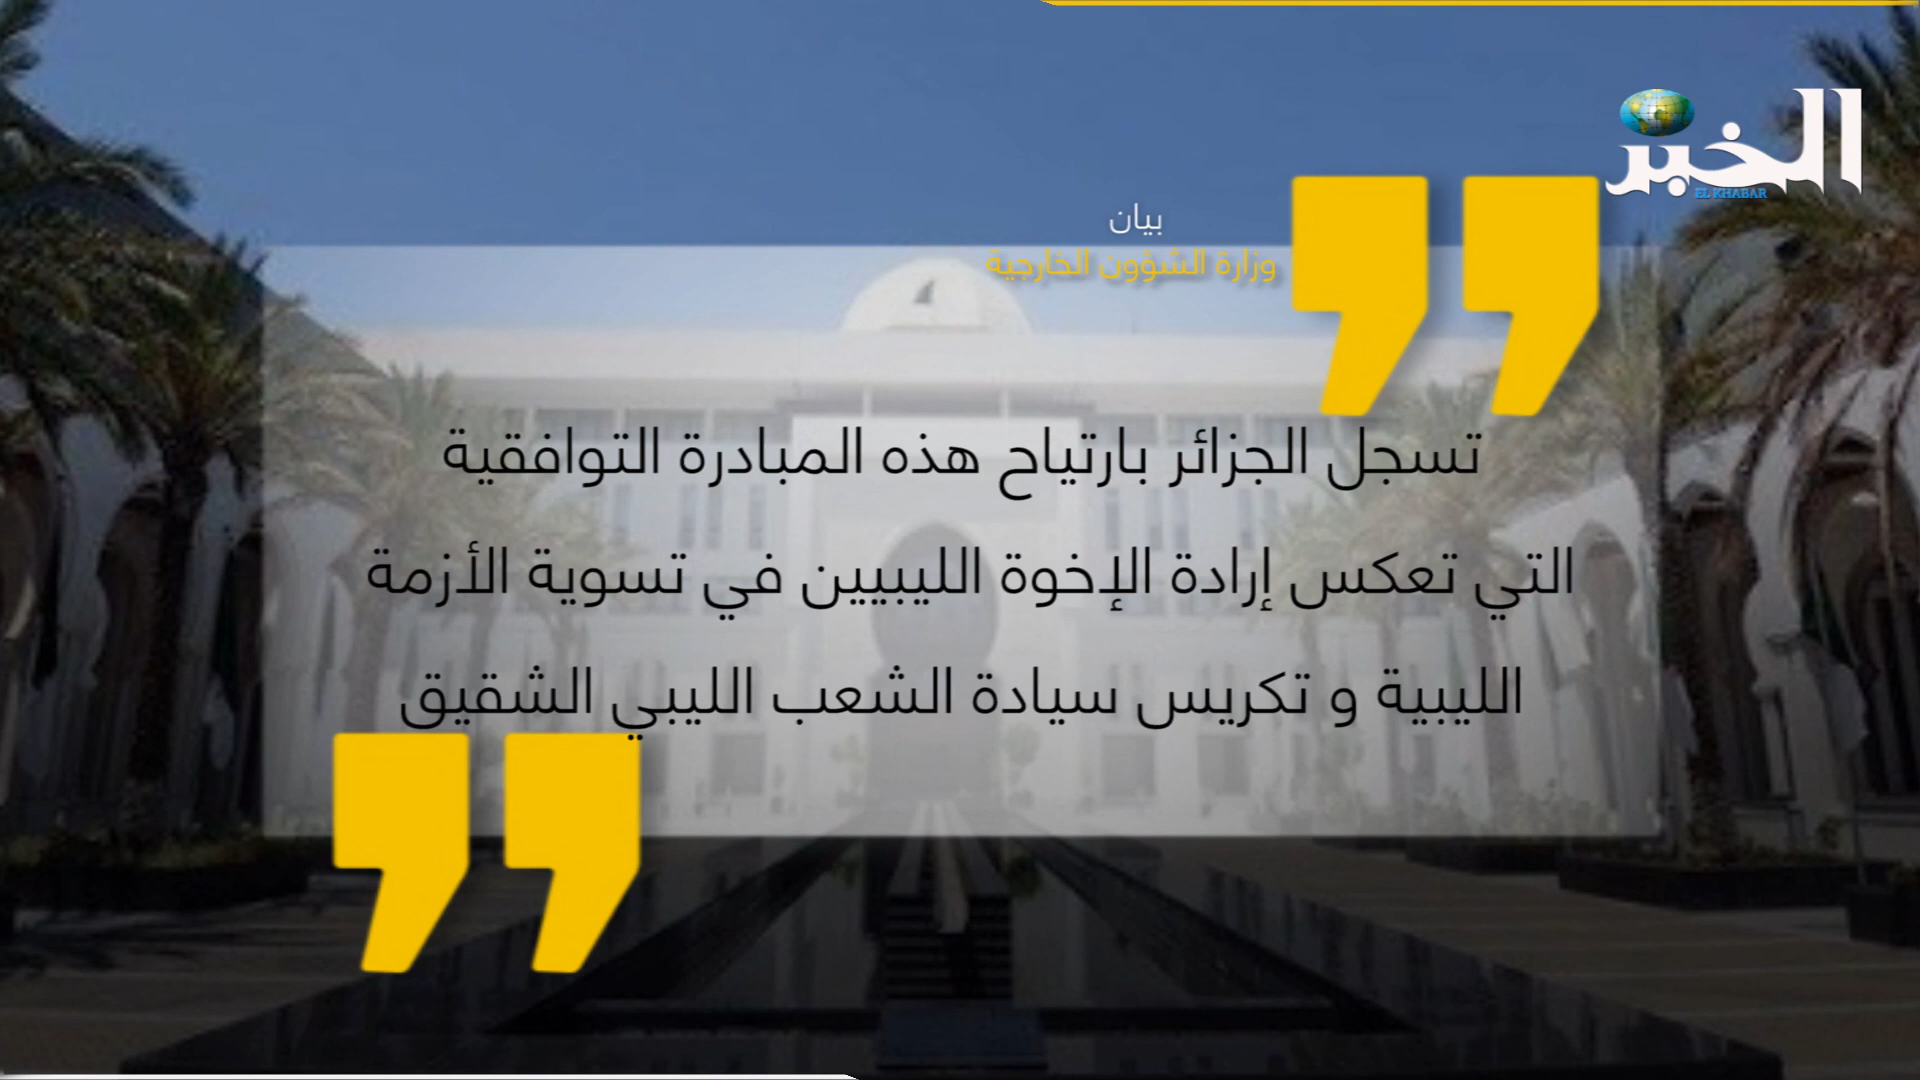 الخبر
EL KHABAR
بيان
وزارة الشؤون الخارجية
تسجل الجزائر بارتياح هذه المبادرة التوافقية
التي تعكس إرادة الإخوة الليبيين في تسوية الأزمة
الليبية و تكريس سيادة الشعب الليبي الشقيق